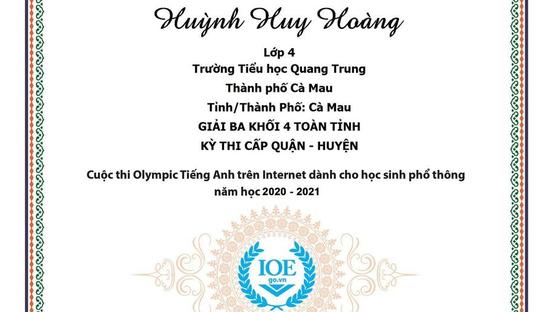 Huỳnh Huy Hoàng
Lớp 4
Trường Tiểu học Quang Trung
Thành phố Cà Mau
Tỉnh/Thành Phố: Cà Mau
GIẢI BA KHỐI 4 TOÀN TỈNH
KỲ THI CẤP QUẬN - HUYỆN
Cuộc thi Olympic Tiếng Anh trên Internet dành cho học sinh phổ thông
năm học 2020 - 2021
IOE
go.vn